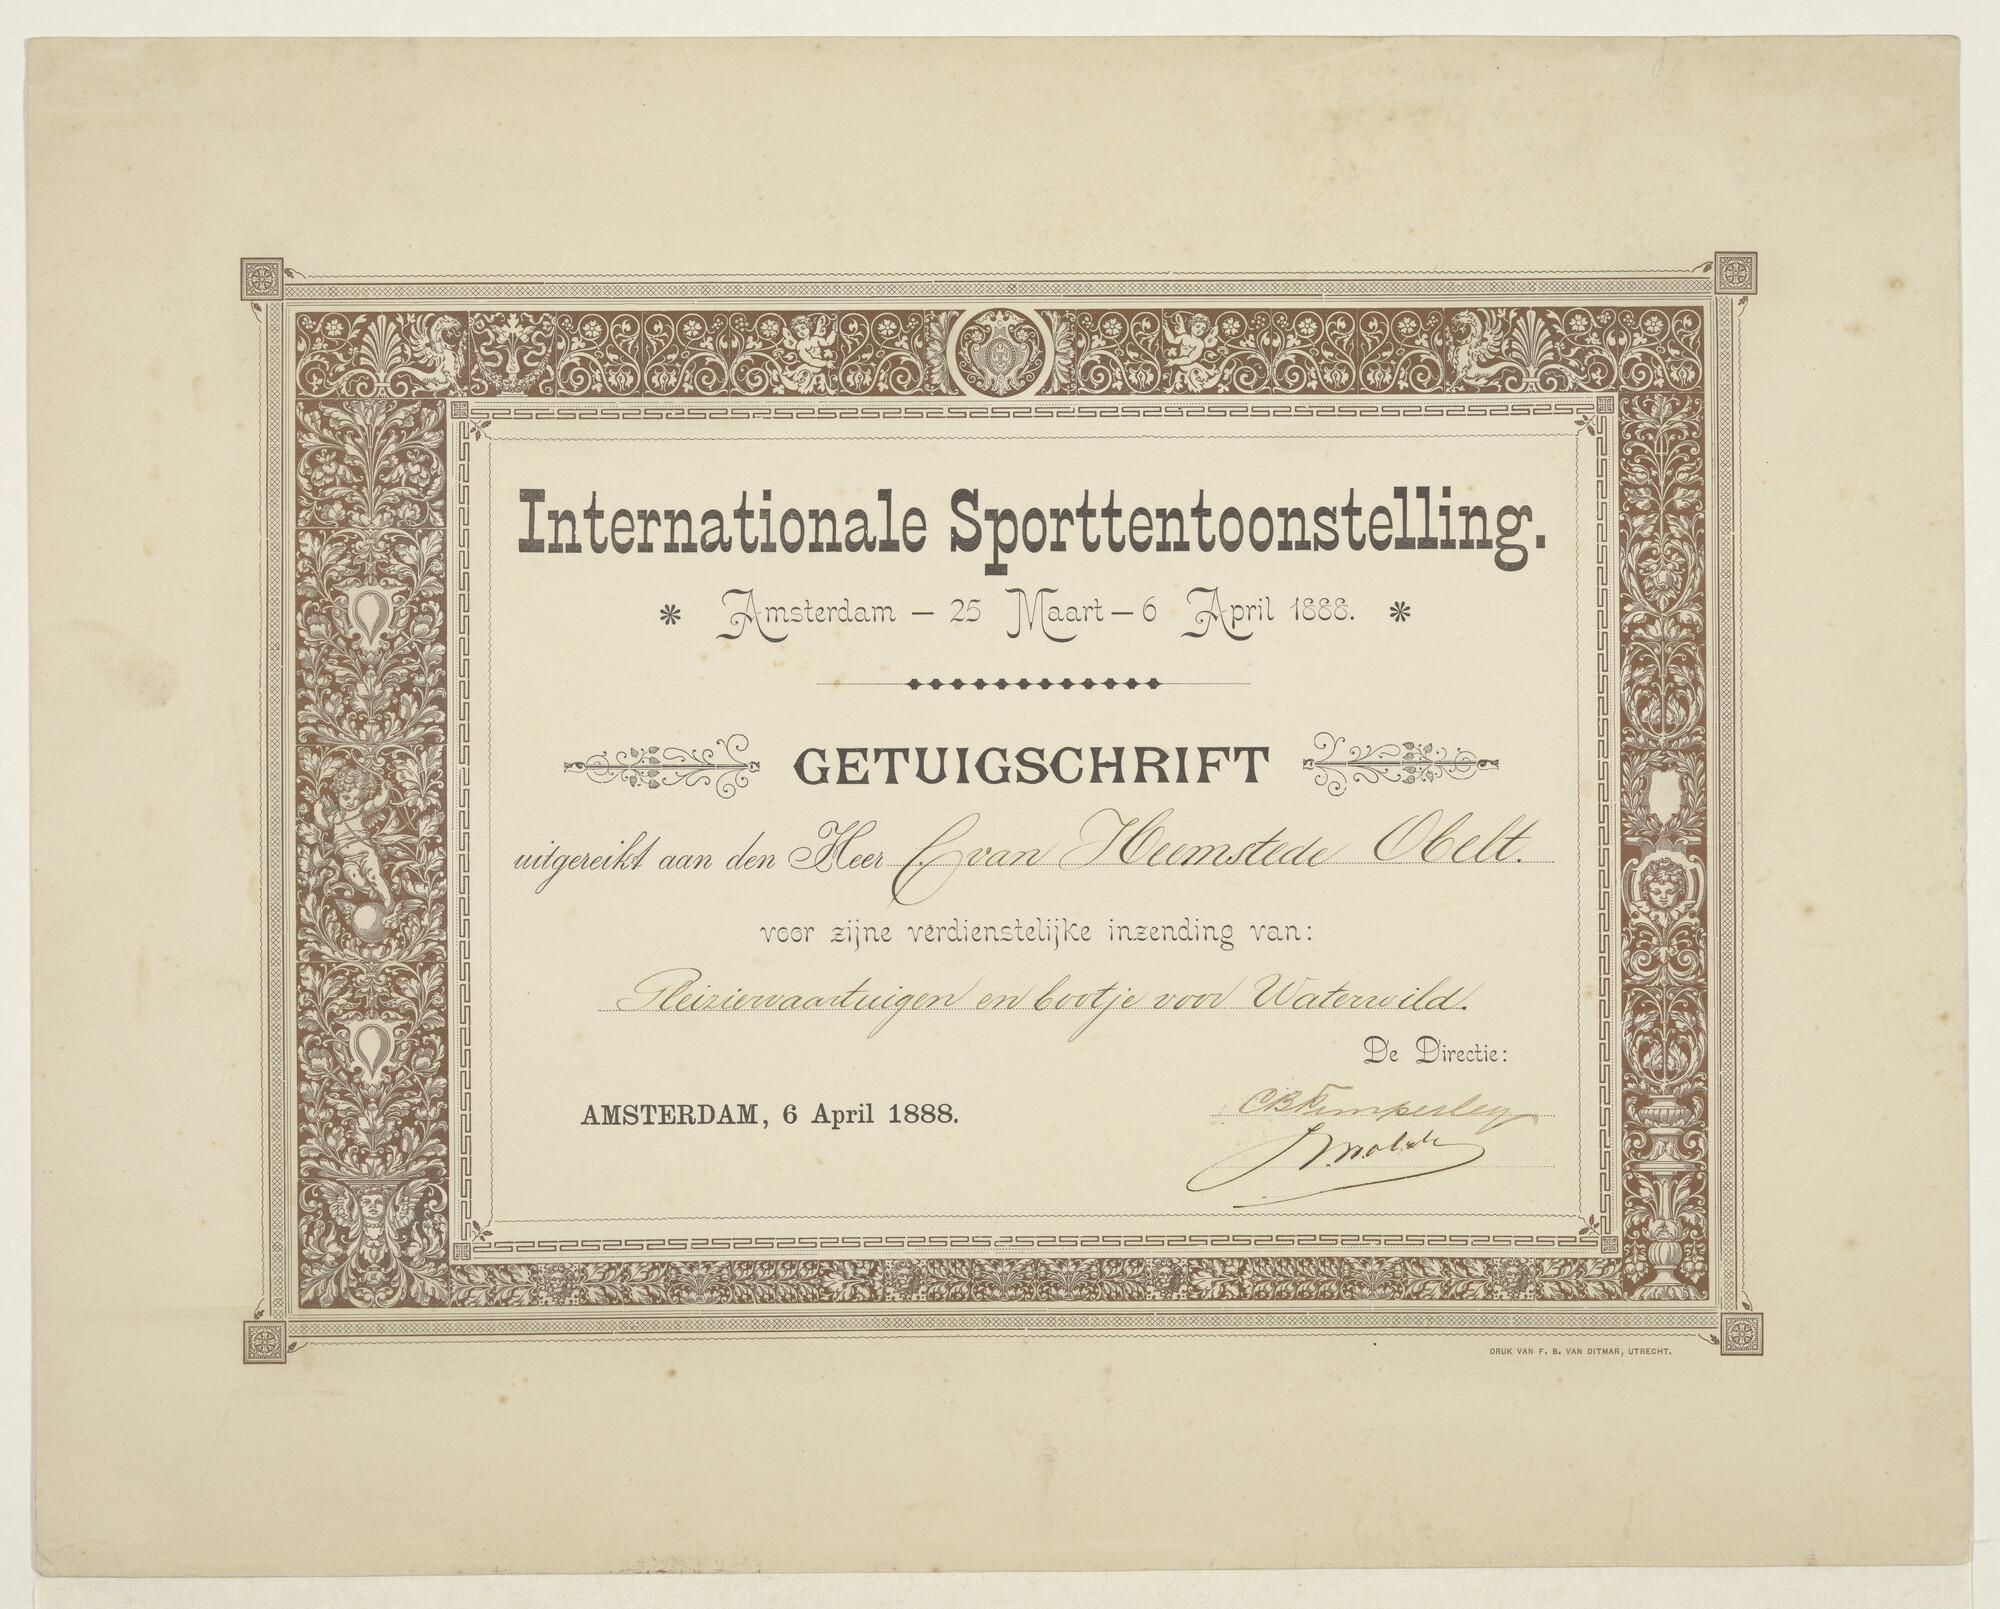 Internationale Sporttentoonstelling.
* Amsterdam – 25 Maart – 6 April 1888. *
GETUIGSCHRIFT
uitgereikt aan den Heer C van Heemstede Obelt.
voor zijne verdienstelijke inzending van:
Pleiziervaartuigen en bootje voor Waterwild.
De Directie:
AMSTERDAM, 6 April 1888.
DRUK VAN F. B. VAN DITMAR, UTRECHT.